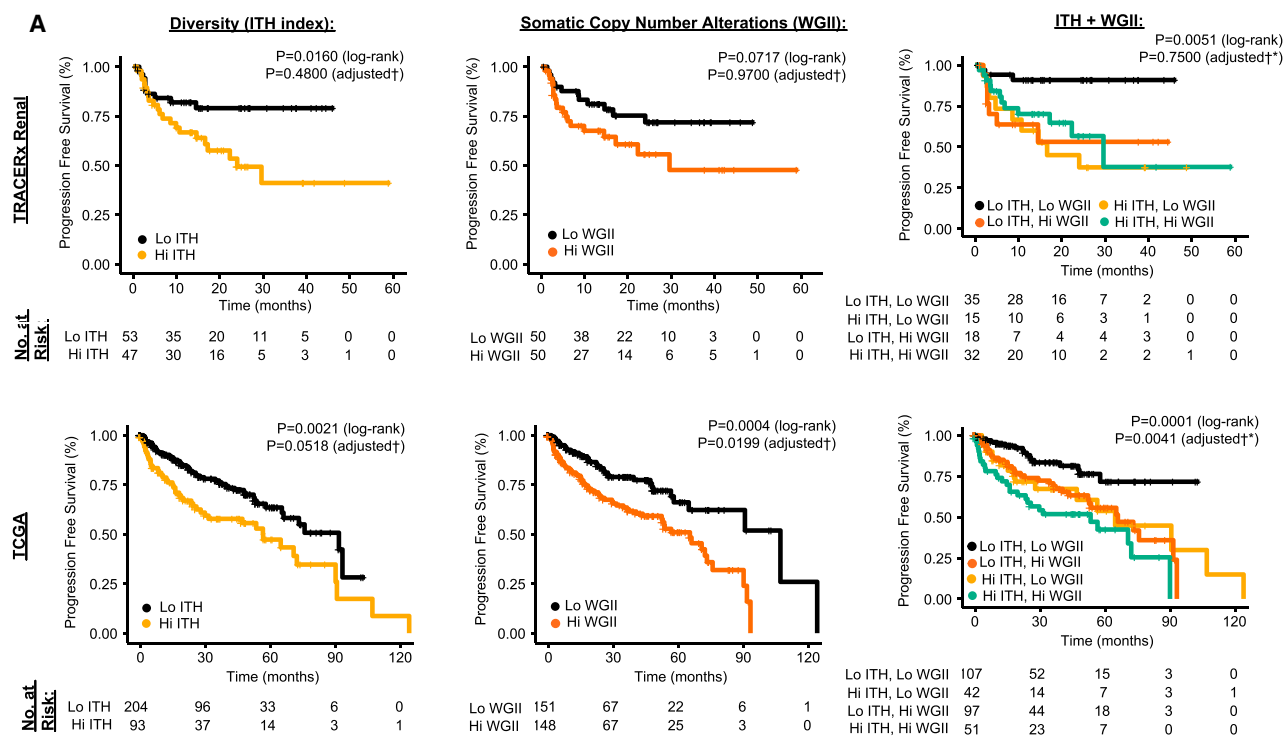 A
Diversity (ITH index):
Somatic Copy Number Alterations (WGII):
ITH + WGII:
TRACERx Renal
Progression Free Survival (%)
1.00
0.75
0.50
0.25
0.00
P=0.0160 (log-rank)
P=0.4800 (adjusted†)
Lo ITH
Hi ITH
0 10 20 30 40 50 60
Time (months)
Progression Free Survival (%)
1.00
0.75
0.50
0.25
0.00
P=0.0717 (log-rank)
P=0.9700 (adjusted†)
Lo WGII
Hi WGII
0 10 20 30 40 50 60
Time (months)
Progression Free Survival (%)
1.00
0.75
0.50
0.25
0.00
P=0.0051 (log-rank)
P=0.7500 (adjusted†*)
Lo ITH, Lo WGII Hi ITH, Lo WGII
Lo ITH, Hi WGII Hi ITH, Hi WGII
0 10 20 30 40 50 60
Time (months)
No. at
Risk:
Lo ITH 53 35 20 11 5 0 0
Hi ITH 47 30 16 5 3 1 0
Lo WGII 50 38 22 10 3 0 0
Hi WGII 50 27 14 6 5 1 0
Lo ITH, Lo WGII 35 28 16 7 2 0 0
Hi ITH, Lo WGII 15 10 6 3 1 0 0
Lo ITH, Hi WGII 18 7 4 4 3 0 0
Hi ITH, Hi WGII 32 20 10 2 2 1 0
TCGA
Progression Free Survival (%)
1.00
0.75
0.50
0.25
0.00
P=0.0021 (log-rank)
P=0.0518 (adjusted†)
Lo ITH
Hi ITH
0 30 60 90 120
Time (months)
Progression Free Survival (%)
1.00
0.75
0.50
0.25
0.00
P=0.0004 (log-rank)
P=0.0199 (adjusted†)
Lo WGII
Hi WGII
0 30 60 90 120
Time (months)
Progression Free Survival (%)
1.00
0.75
0.50
0.25
0.00
P=0.0001 (log-rank)
P=0.0041 (adjusted†*)
Lo ITH, Lo WGII
Lo ITH, Hi WGII
Hi ITH, Lo WGII
Hi ITH, Hi WGII
0 30 60 90 120
Time (months)
No. at
Risk:
Lo ITH 204 96 33 6 0
Hi ITH 93 37 14 3 1
Lo WGII 151 67 22 6 1
Hi WGII 148 67 25 3 0
Lo ITH, Lo WGII 107 52 15 3 0
Hi ITH, Lo WGII 42 14 7 3 1
Lo ITH, Hi WGII 97 44 18 3 0
Hi ITH, Hi WGII 51 23 7 0 0